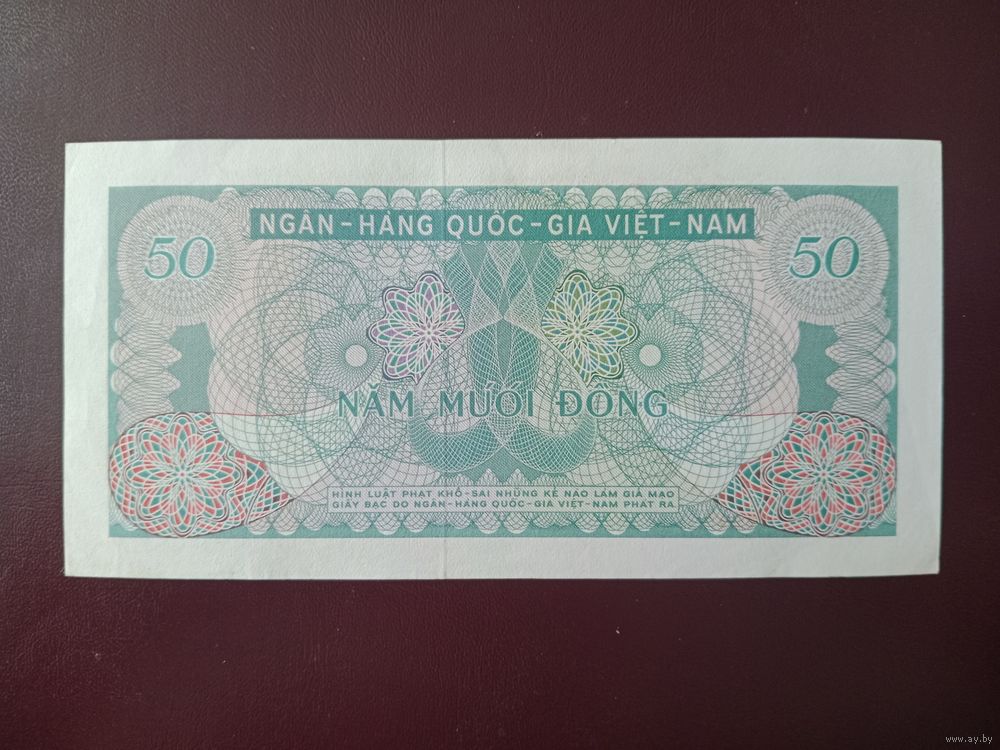 NGÂN-HÀNG QUỐC-GIA VIỆT-NAM
50
50
NĂM MƯƠI ĐỒNG
HÌNH LUẬT PHẠT KHỔ-SAI NHỮNG KẺ NÀO LÀM GIẢ MẠO
GIẤY BẠC DO NGÂN-HÀNG QUỐC-GIA VIỆT-NAM PHÁT RA
www.ay.by